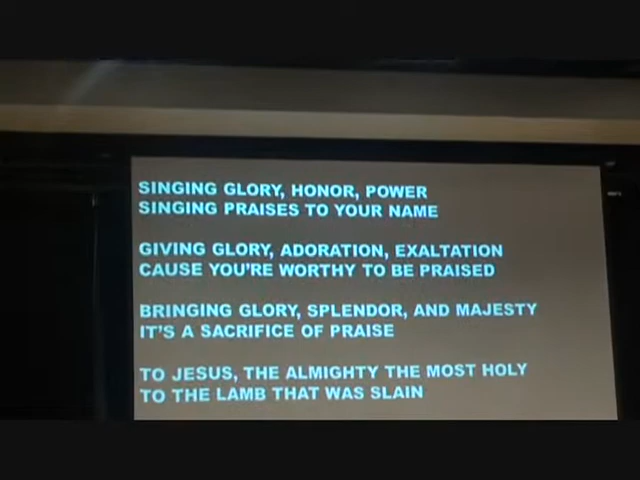 SINGING GLORY, HONOR, POWER
SINGING PRAISES TO YOUR NAME
GIVING GLORY, ADORATION, EXALTATION
CAUSE YOU'RE WORTHY TO BE PRAISED
BRINGING GLORY, SPLENDOR, AND MAJESTY
IT'S A SACRIFICE OF PRAISE
TO JESUS, THE ALMIGHTY THE MOST HOLY
TO THE LAMB THAT WAS SLAIN